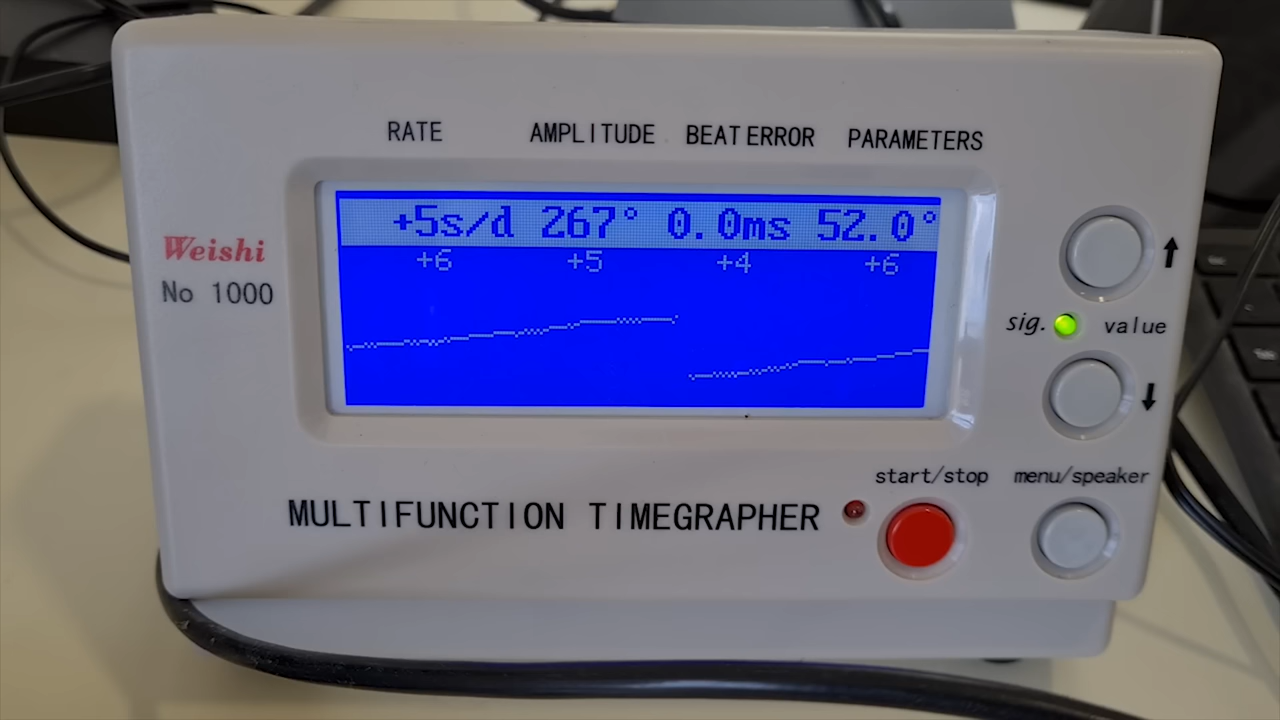 RATE AMPLITUDE BEAT ERROR PARAMETERS
+5s/d 267° 0.0ms 52.0°
+6 +5 +4 +6
Weishi
No 1000
sig. value
start/stop menu/speaker
MULTIFUNCTION TIMEGRAPHER